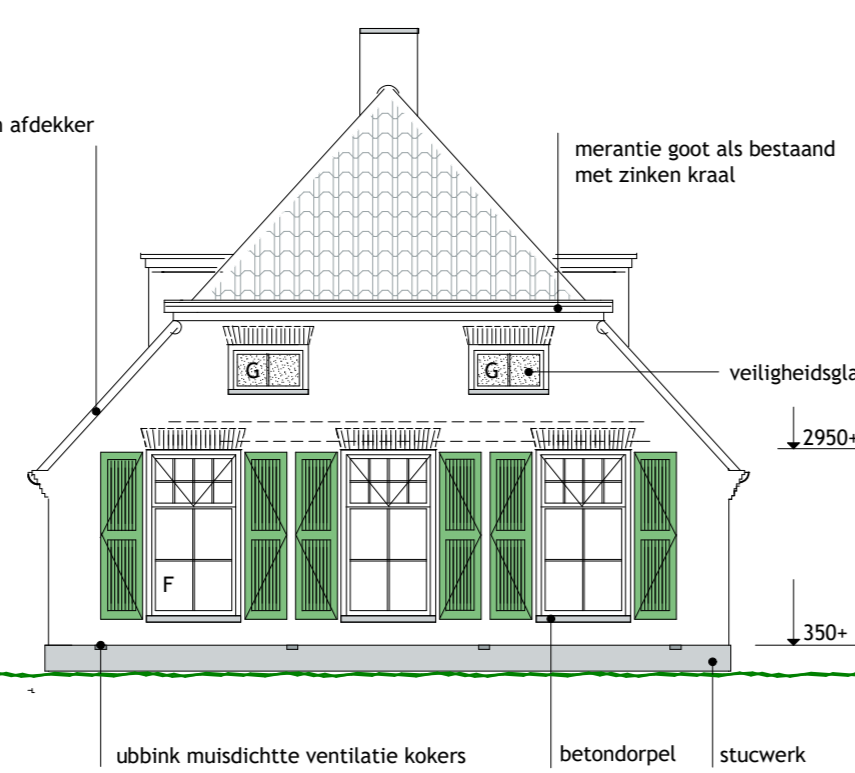 afdekker
merantie goot als bestaand
met zinken kraal
G
G
2950+
F
350+
ubbink muisdichtte ventilatie kokers
betondorpel
stucwerk